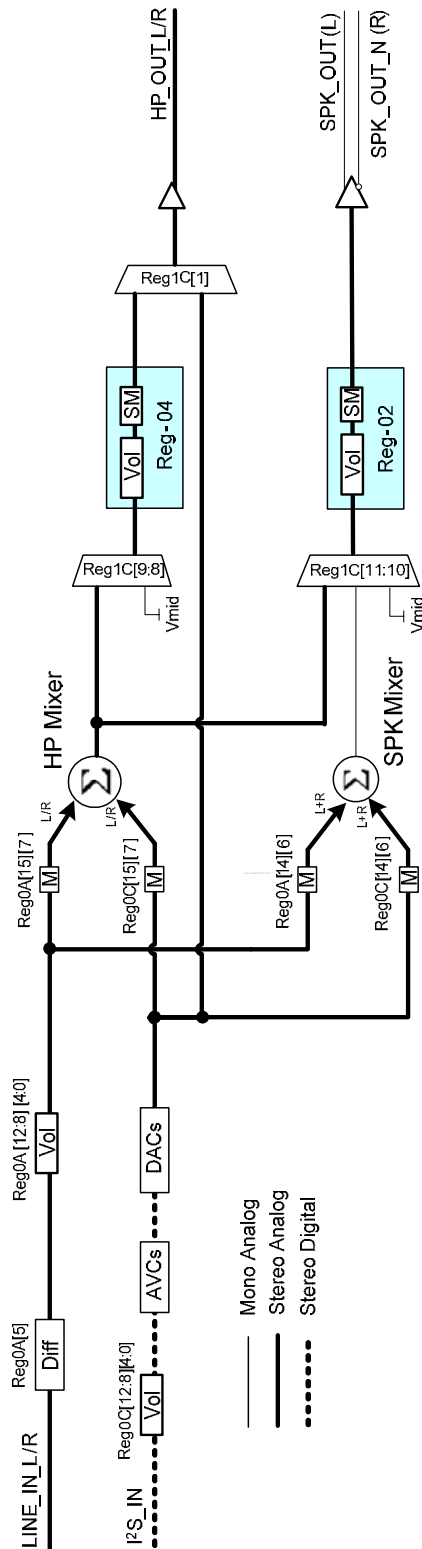 LINE_IN_L/R
Reg0A[5]
Diff
Reg0A [12:8] [4:0]
Vol
Reg0A[15][7]
M
L/R
HP Mixer
Σ
Reg1C[9:8]
Vmid
Vol
SM
Reg-04
Reg1C[1]
HP_OUT_L/R
I²S_IN
Reg0C[12:8][4:0]
Vol
AVCs
DACs
Reg0C[15][7]
M
L/R
Reg0A[14][6]
M
L+R
Reg0C[14][6]
M
L+R
Σ
SPK Mixer
Reg1C[11:10]
Vmid
Vol
SM
Reg-02
SPK_OUT(L)
SPK_OUT_N (R)
Mono Analog
Stereo Analog
Stereo Digital